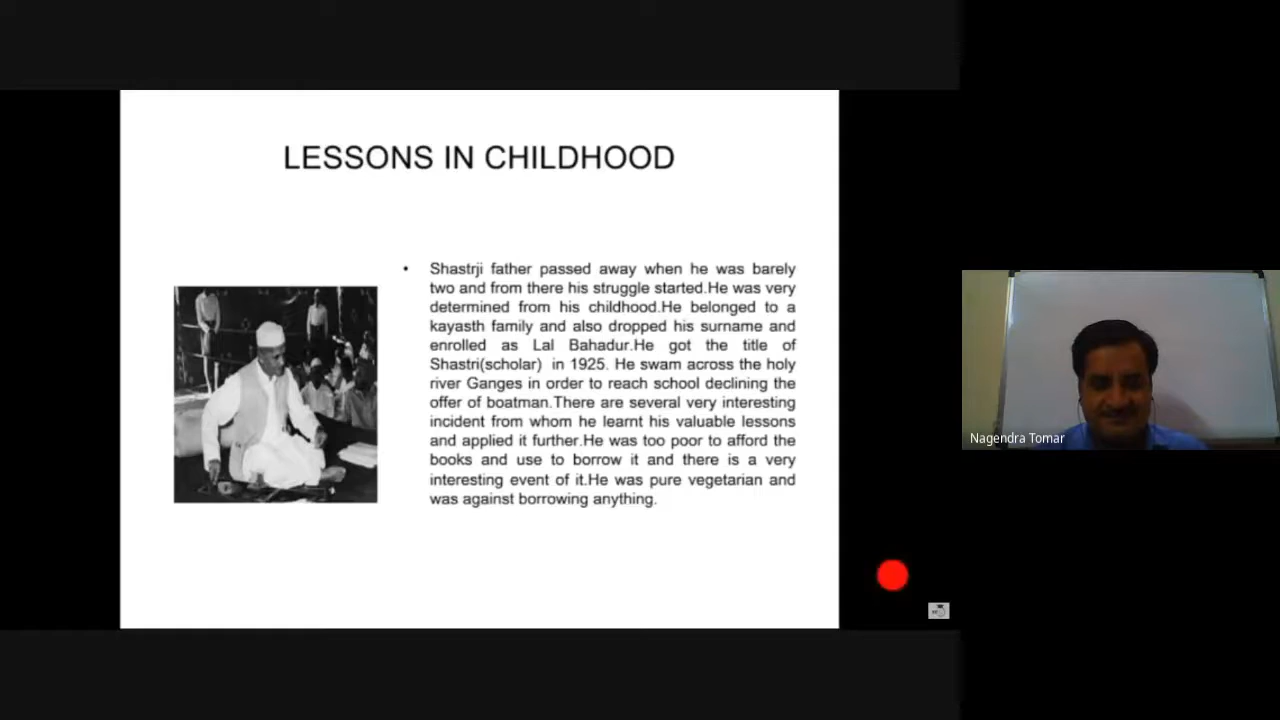 LESSONS IN CHILDHOOD
• Shastrji father passed away when he was barely
two and from there his struggle started.He was very
determined from his childhood.He belonged to a
kayasth family and also dropped his surname and
enrolled as Lal Bahadur.He got the title of
Shastri(scholar) in 1925. He swam across the holy
river Ganges in order to reach school declining the
offer of boatman.There are several very interesting
incident from whom he learnt his valuable lessons
and applied it further.He was too poor to afford the
books and use to borrow it and there is a very
interesting event of it.He was pure vegetarian and
was against borrowing anything.
Nagendra Tomar